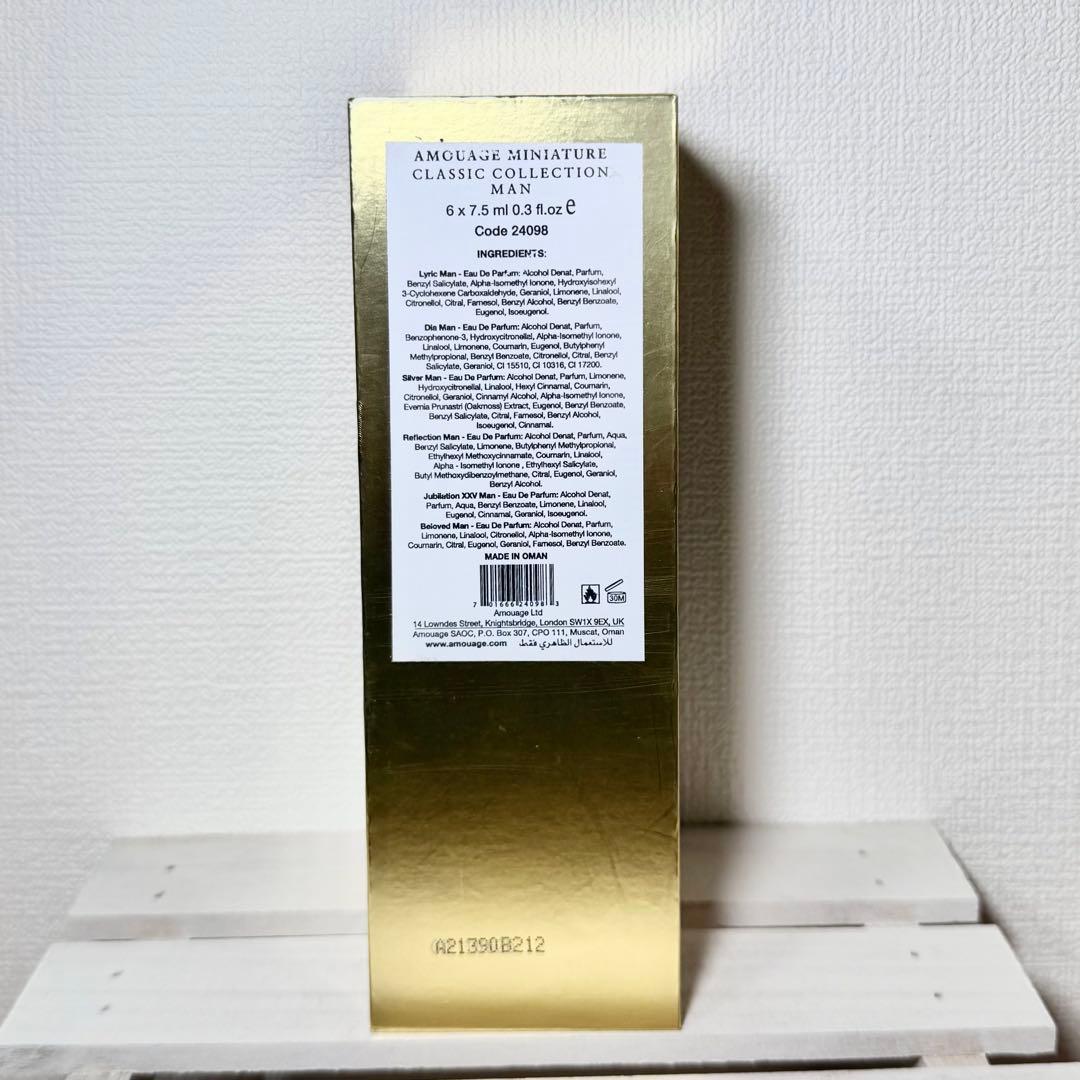 AMOUAGE MINIATURE
CLASSIC COLLECTION
MAN
6 x 7.5 ml 0.3 fl.oz e
Code 24098
INGREDIENTS:
Lyric Man - Eau De Parfum: Alcohol Denat, Parfum,
Benzyl Salicylate, Alpha-Isomethyl Ionone, Hydroxyisohexyl
3-Cyclohexene Carboxaldehyde, Geraniol, Limonene, Linalool,
Citronellol, Citral, Farnesol, Benzyl Alcohol, Benzyl Benzoate,
Eugenol, Isoeugenol.
Dia Man - Eau De Parfum: Alcohol Denat, Parfum,
Benzophenone-3, Hydroxycitronellal, Alpha-Isomethyl Ionone,
Linalool, Limonene, Coumarin, Eugenol, Butylphenyl
Methylpropional, Benzyl Benzoate, Citronellol, Citral, Benzyl
Salicylate, Geraniol, CI 15510, CI 10316, CI 17200.
Silver Man - Eau De Parfum: Alcohol Denat, Parfum, Limonene,
Hydroxycitronellal, Linalool, Hexyl Cinnamal, Coumarin,
Citronellol, Geraniol, Cinnamyl Alcohol, Alpha-Isomethyl Ionone,
Evernia Prunastri (Oakmoss) Extract, Eugenol, Benzyl Benzoate,
Benzyl Salicylate, Citral, Farnesol, Benzyl Alcohol,
Isoeugenol, Cinnamal.
Reflection Man - Eau De Parfum: Alcohol Denat, Parfum, Aqua,
Benzyl Salicylate, Limonene, Butylphenyl Methylpropional,
Ethylhexyl Methoxycinnamate, Coumarin, Linalool,
Alpha - Isomethyl Ionone , Ethylhexyl Salicylate,
Butyl Methoxydibenzoylmethane, Citral, Eugenol, Geraniol,
Benzyl Alcohol.
Jubilation XXV Man - Eau De Parfum: Alcohol Denat,
Parfum, Aqua, Benzyl Benzoate, Limonene, Linalool,
Eugenol, Cinnamal, Geraniol, Isoeugenol.
Beloved Man - Eau De Parfum: Alcohol Denat, Parfum,
Limonene, Linalool, Citronellol, Alpha-Isomethyl Ionone,
Coumarin, Citral, Eugenol, Geraniol, Farnesol, Benzyl Benzoate.
MADE IN OMAN
7 01666 24098 3
30M
Amouage Ltd
14 Lowndes Street, Knightsbridge, London SW1X 9EX, UK
Amouage SAOC, P.O. Box 307, CPO 111, Muscat, Oman
www.amouage.com للاستعمال الظاهري فقط
A21390B212